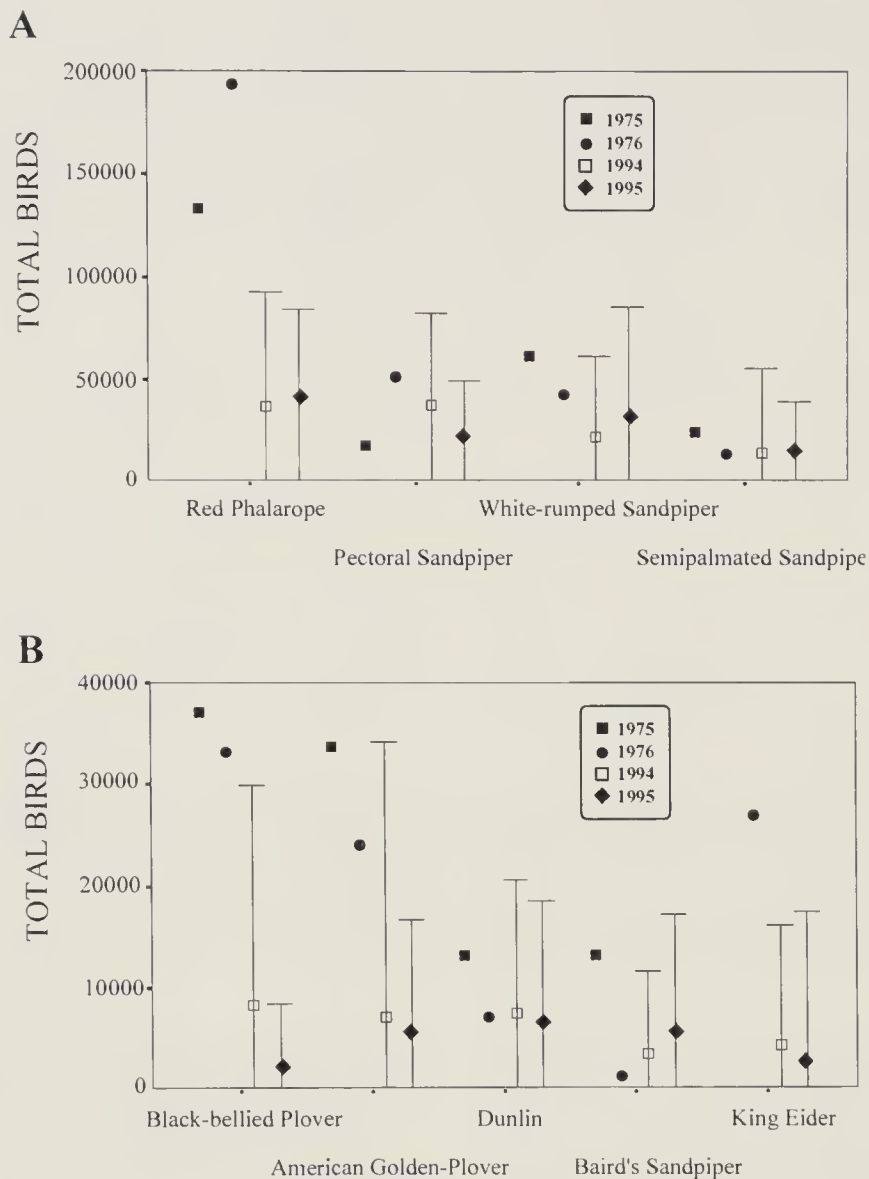 A
TOTAL BIRDS
200000
150000
100000
50000
0
■ 1975
● 1976
□ 1994
◆ 1995
Red Phalarope
White-rumped Sandpiper
Pectoral Sandpiper
Semipalmated Sandpipe
B
TOTAL BIRDS
40000
30000
20000
10000
0
■ 1975
● 1976
□ 1994
◆ 1995
Black-bellied Plover
Dunlin
King Eider
American Golden-Plover
Baird's Sandpiper